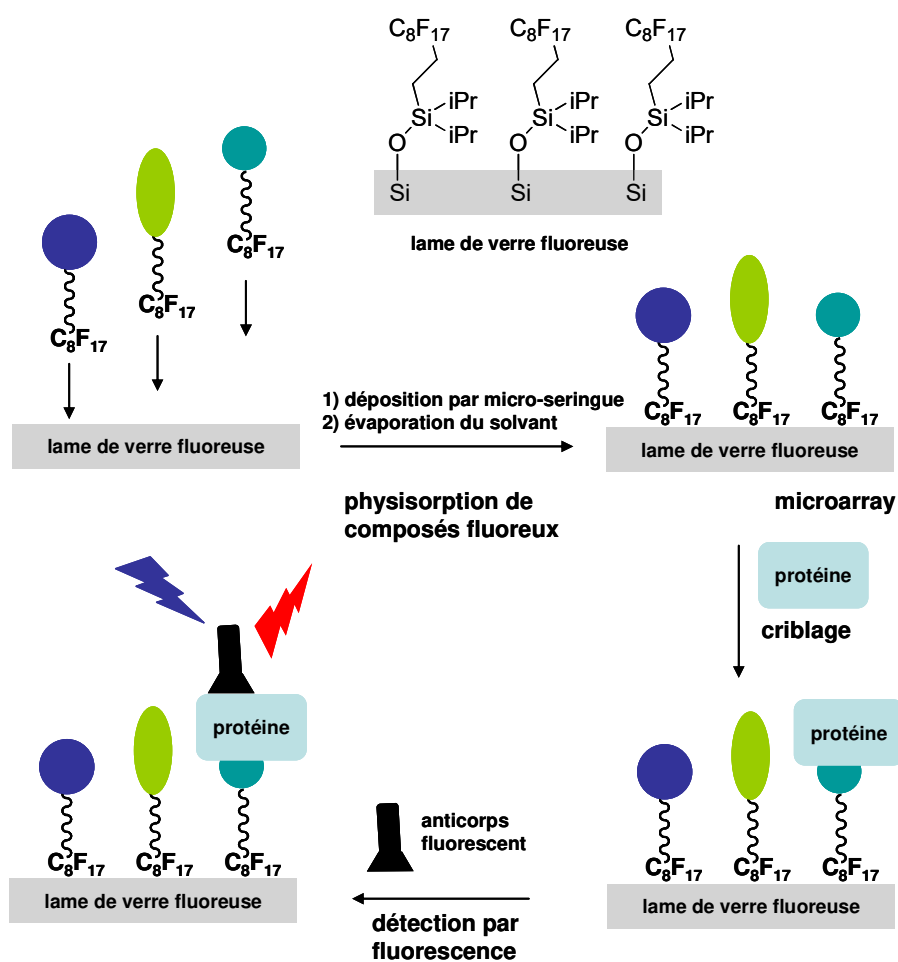 C8F17 C8F17 C8F17
iPr iPr iPr
Si Si Si
iPr iPr iPr
O O O
Si Si Si
lame de verre fluoreuse
C8F17
C8F17
C8F17
lame de verre fluoreuse
1) déposition par micro-seringue
2) évaporation du solvant
physisorption de
composés fluoreux
C8F17 C8F17 C8F17
lame de verre fluoreuse
microarray
protéine
criblage
protéine
C8F17 C8F17 C8F17
lame de verre fluoreuse
anticorps
fluorescent
détection par
fluorescence
protéine
C8F17 C8F17 C8F17
lame de verre fluoreuse